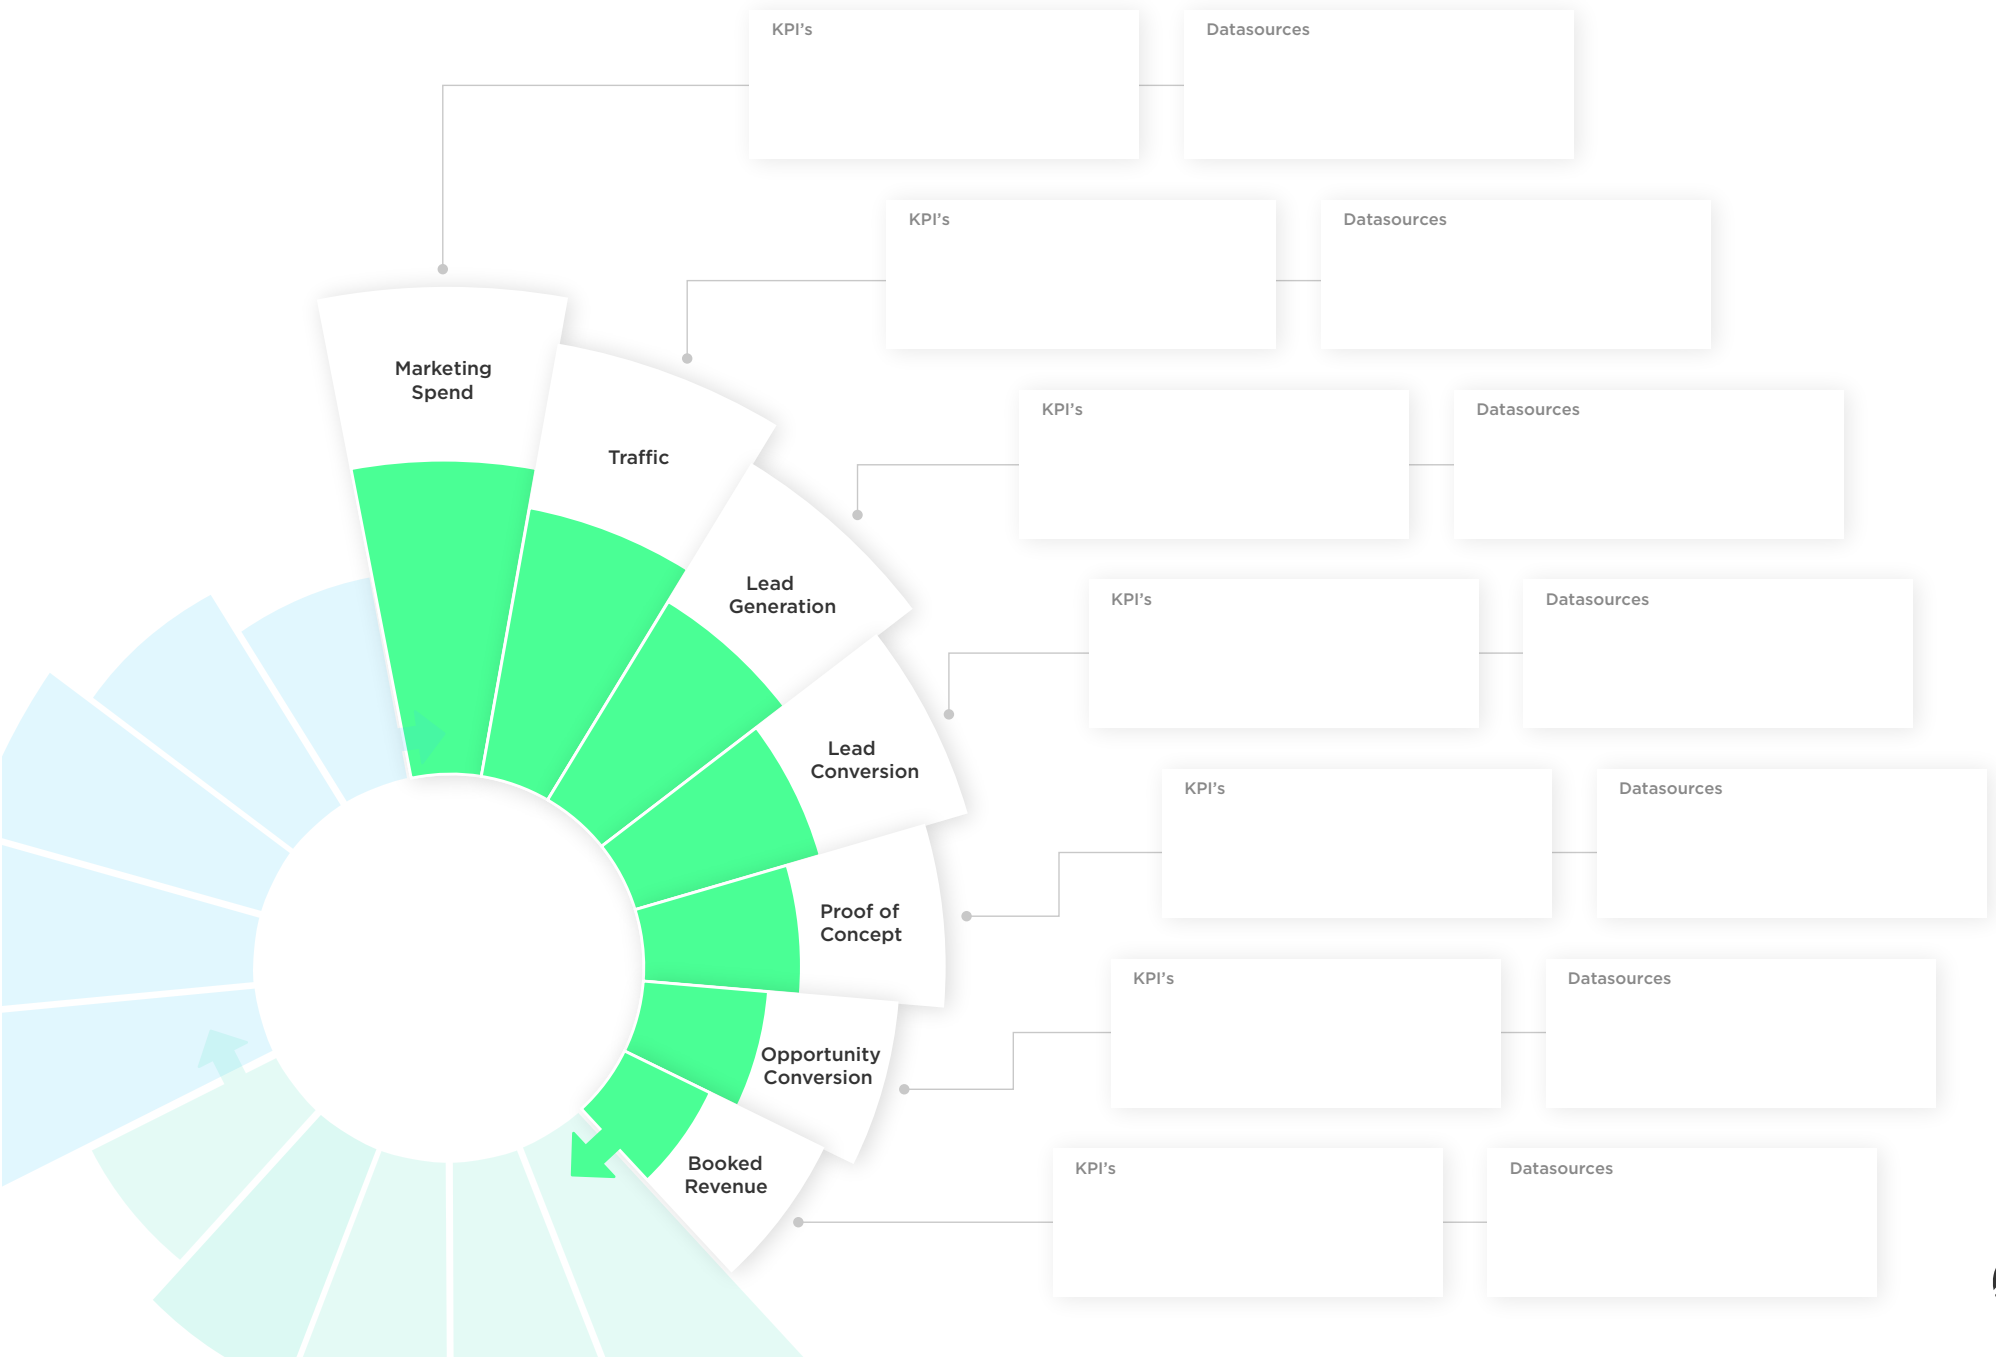 KPI’s
Datasources
KPI’s
Datasources
Marketing
Spend
KPI’s
Datasources
Traffic
Lead
Generation
KPI’s
Datasources
Lead
Conversion
KPI’s
Datasources
Proof of
Concept
KPI’s
Datasources
Opportunity
Conversion
KPI’s
Datasources
Booked
Revenue